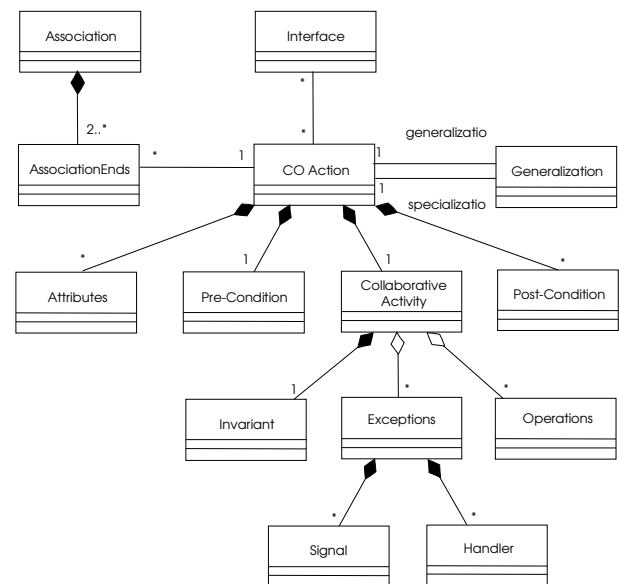 Association
Interface
*
2..*
*
generalizatio
AssociationEnds
*
1
CO Action
1
1
Generalization
specializatio
*
1
1
*
Attributes
Pre-Condition
Collaborative
Activity
Post-Condition
1
*
*
Invariant
Exceptions
Operations
*
*
Signal
Handler